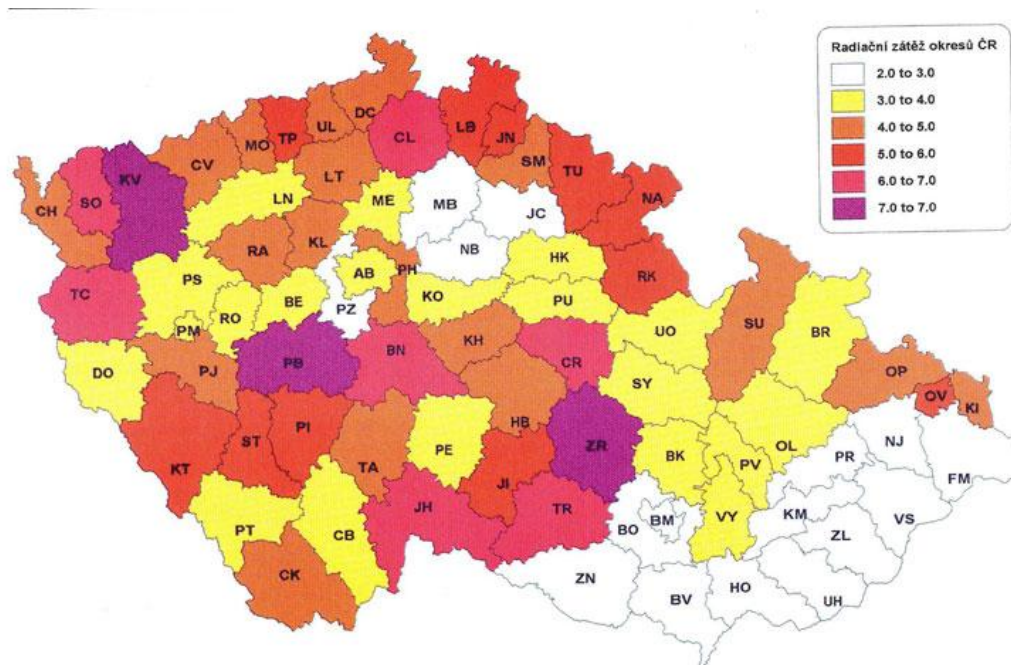 Radiační zátěž okresů ČR
2.0 to 3.0
3.0 to 4.0
4.0 to 5.0
5.0 to 6.0
6.0 to 7.0
7.0 to 7.0
DC
UL
TP
MO
CV
LT
CL
LB
JN
SM
TU
NA
KV
SO
CH
LN
ME
MB
JC
RA
KL
NB
HK
RK
TC
PS
AB
PH
KO
PU
BE
RO
PZ
PM
UO
SU
BR
DO
PJ
PB
BN
KH
CR
SY
OP
OV
KI
KT
ST
PI
TA
PE
HB
ZR
BK
PV
OL
PR
NJ
FM
JI
PT
CB
JH
TR
BO
BM
VY
KM
ZL
VS
CK
ZN
BV
HO
UH